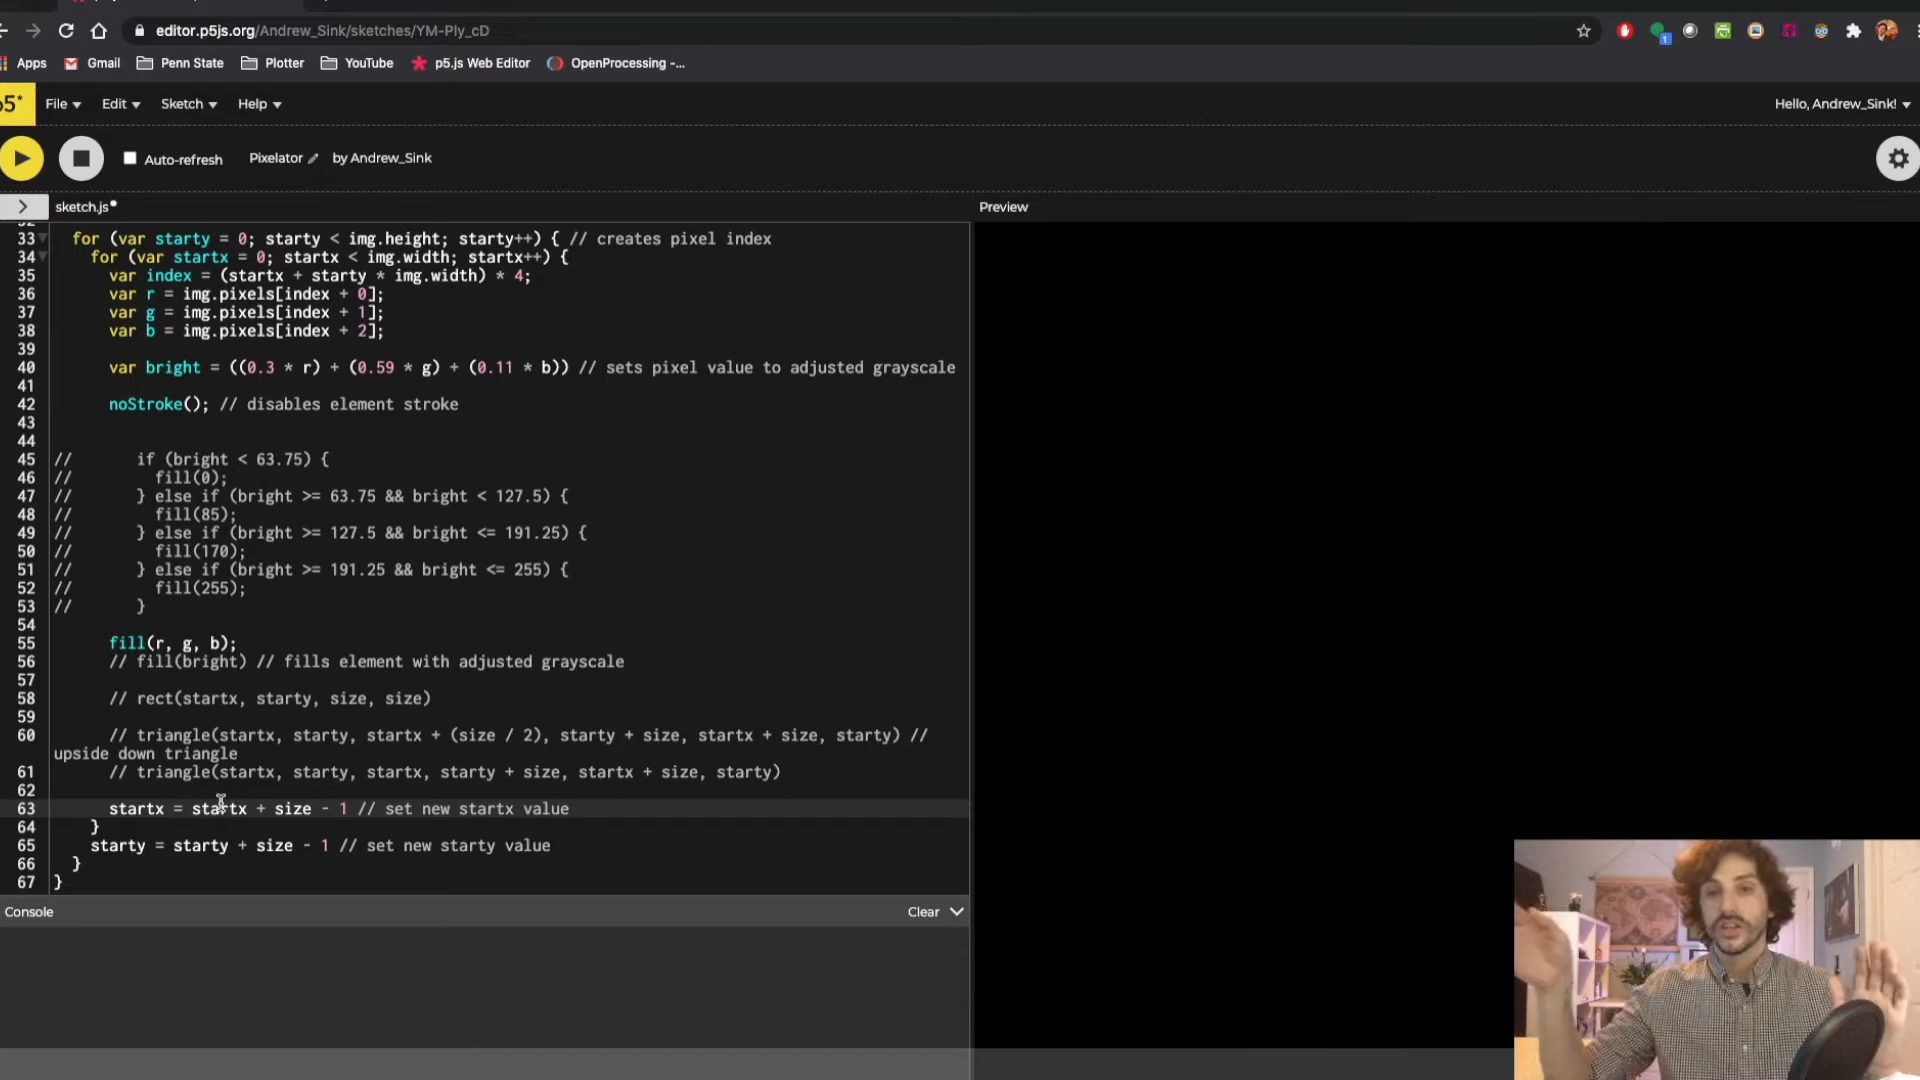 editor.p5js.org/Andrew_Sink/sketches/YM-Ply_cD
1
Apps Gmail Penn State Plotter YouTube p5.js Web Editor OpenProcessing -...
p5* File Edit Sketch Help Hello, Andrew_Sink!
Auto-refresh Pixelator by Andrew_Sink
sketch.js Preview
33 for (var starty = 0; starty < img.height; starty++) { // creates pixel index
34 for (var startx = 0; startx < img.width; startx++) {
35 var index = (startx + starty * img.width) * 4;
36 var r = img.pixels[index + 0];
37 var g = img.pixels[index + 1];
38 var b = img.pixels[index + 2];
39
40 var bright = ((0.3 * r) + (0.59 * g) + (0.11 * b)) // sets pixel value to adjusted grayscale
41
42 noStroke(); // disables element stroke
43
44
45 // if (bright < 63.75) {
46 // fill(0);
47 // } else if (bright >= 63.75 && bright < 127.5) {
48 // fill(85);
49 // } else if (bright >= 127.5 && bright <= 191.25) {
50 // fill(170);
51 // } else if (bright >= 191.25 && bright <= 255) {
52 // fill(255);
53 // }
54
55 fill(r, g, b);
56 // fill(bright) // fills element with adjusted grayscale
57
58 // rect(startx, starty, size, size)
59
60 // triangle(startx, starty, startx + (size / 2), starty + size, startx + size, starty) //
upside down triangle
61 // triangle(startx, starty, startx, starty + size, startx + size, starty)
62
63 startx = startx + size - 1 // set new startx value
64 }
65 starty = starty + size - 1 // set new starty value
66 }
67 }
Console Clear